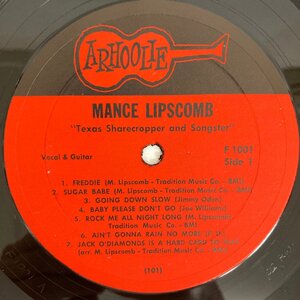 ARHOOLIE
MANCE LIPSCOMB
"Texas Sharecropper and Songster"
F 1001
Vocal & Guitar
Side 1
1. FREDDIE (M. Lipscomb - Tradition Music Co. - BMI)
2. SUGAR BABE (M. Lipscomb - Tradition Music Co. - BMI)
3. GOING DOWN SLOW (Jimmy Oden)
4. BABY PLEASE DON'T GO (Joe Williams)
5. ROCK ME ALL NIGHT LONG (M. Lipscomb,
Tradition Music Co. - BMI)
6. AIN'T GONNA RAIN NO MORE
7. JACK O'DIAMONDS IS A HARD CARD TO PLAY
(arr. M. Lipscomb - Tradition Music Co. - BMI)
(101)